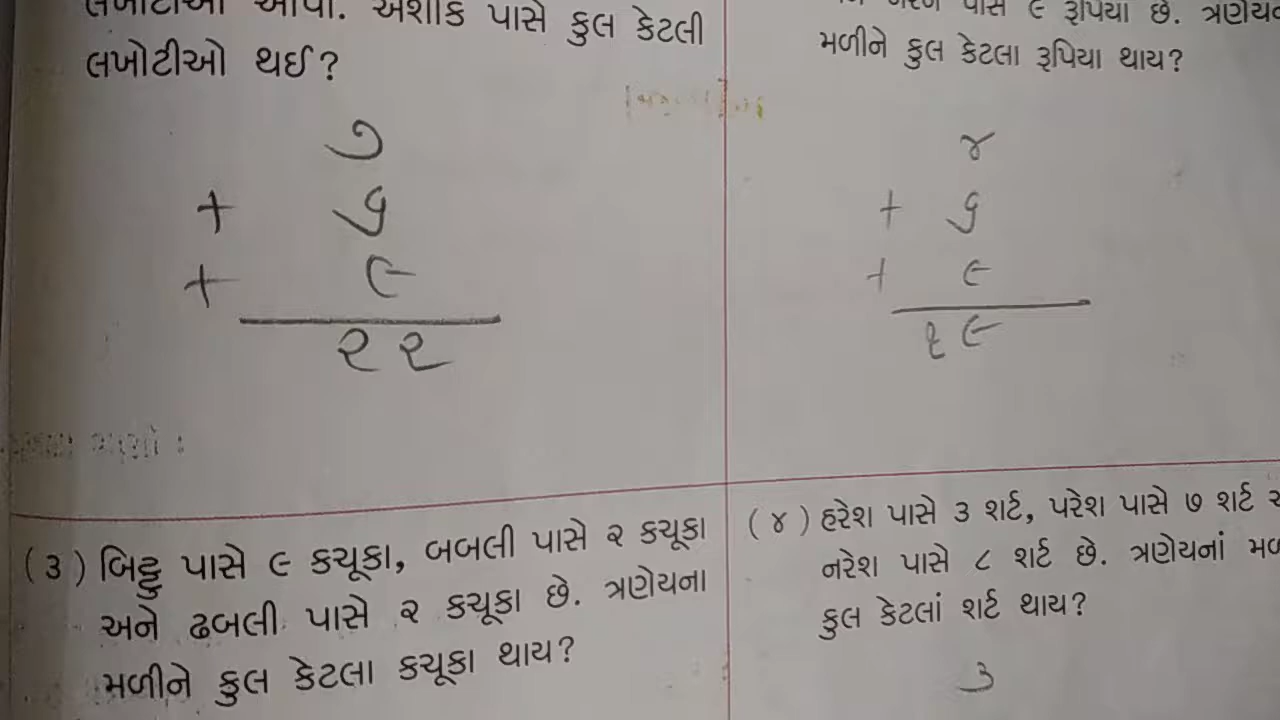 લખોટીઓ આપી. અશોક પાસે કુલ કેટલી
લખોટીઓ થઈ?
૭
+ ૬
+ ૯
૨૨
પાસે ૯ રૂપિયા છે. ત્રણેયના
મળીને કુલ કેટલા રૂપિયા થાય?
૪
+ ૬
+ ૯
૧૯
(૩) બિટ્ટુ પાસે ૯ કચૂકા, બબલી પાસે ૨ કચૂકા
અને ઢબલી પાસે ૨ કચૂકા છે. ત્રણેયના
મળીને કુલ કેટલા કચૂકા થાય?
(૪) હરેશ પાસે ૩ શર્ટ, પરેશ પાસે ૭ શર્ટ
નરેશ પાસે ૮ શર્ટ છે. ત્રણેયનાં
કુલ કેટલાં શર્ટ થાય?
૩